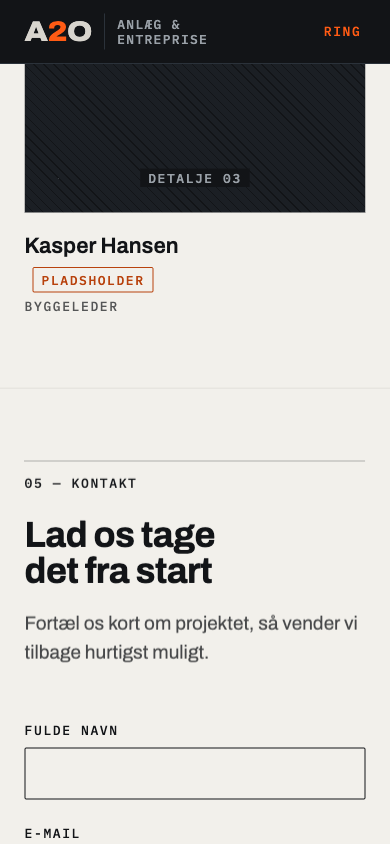 A2O
ANLÆG &
ENTREPRISE
RING
DETALJE 03
Kasper Hansen
PLADSHOLDER
BYGGELEDER
05 — KONTAKT
Lad os tage
det fra start
Fortæl os kort om projektet, så vender vi
tilbage hurtigst muligt.
FULDE NAVN
E-MAIL